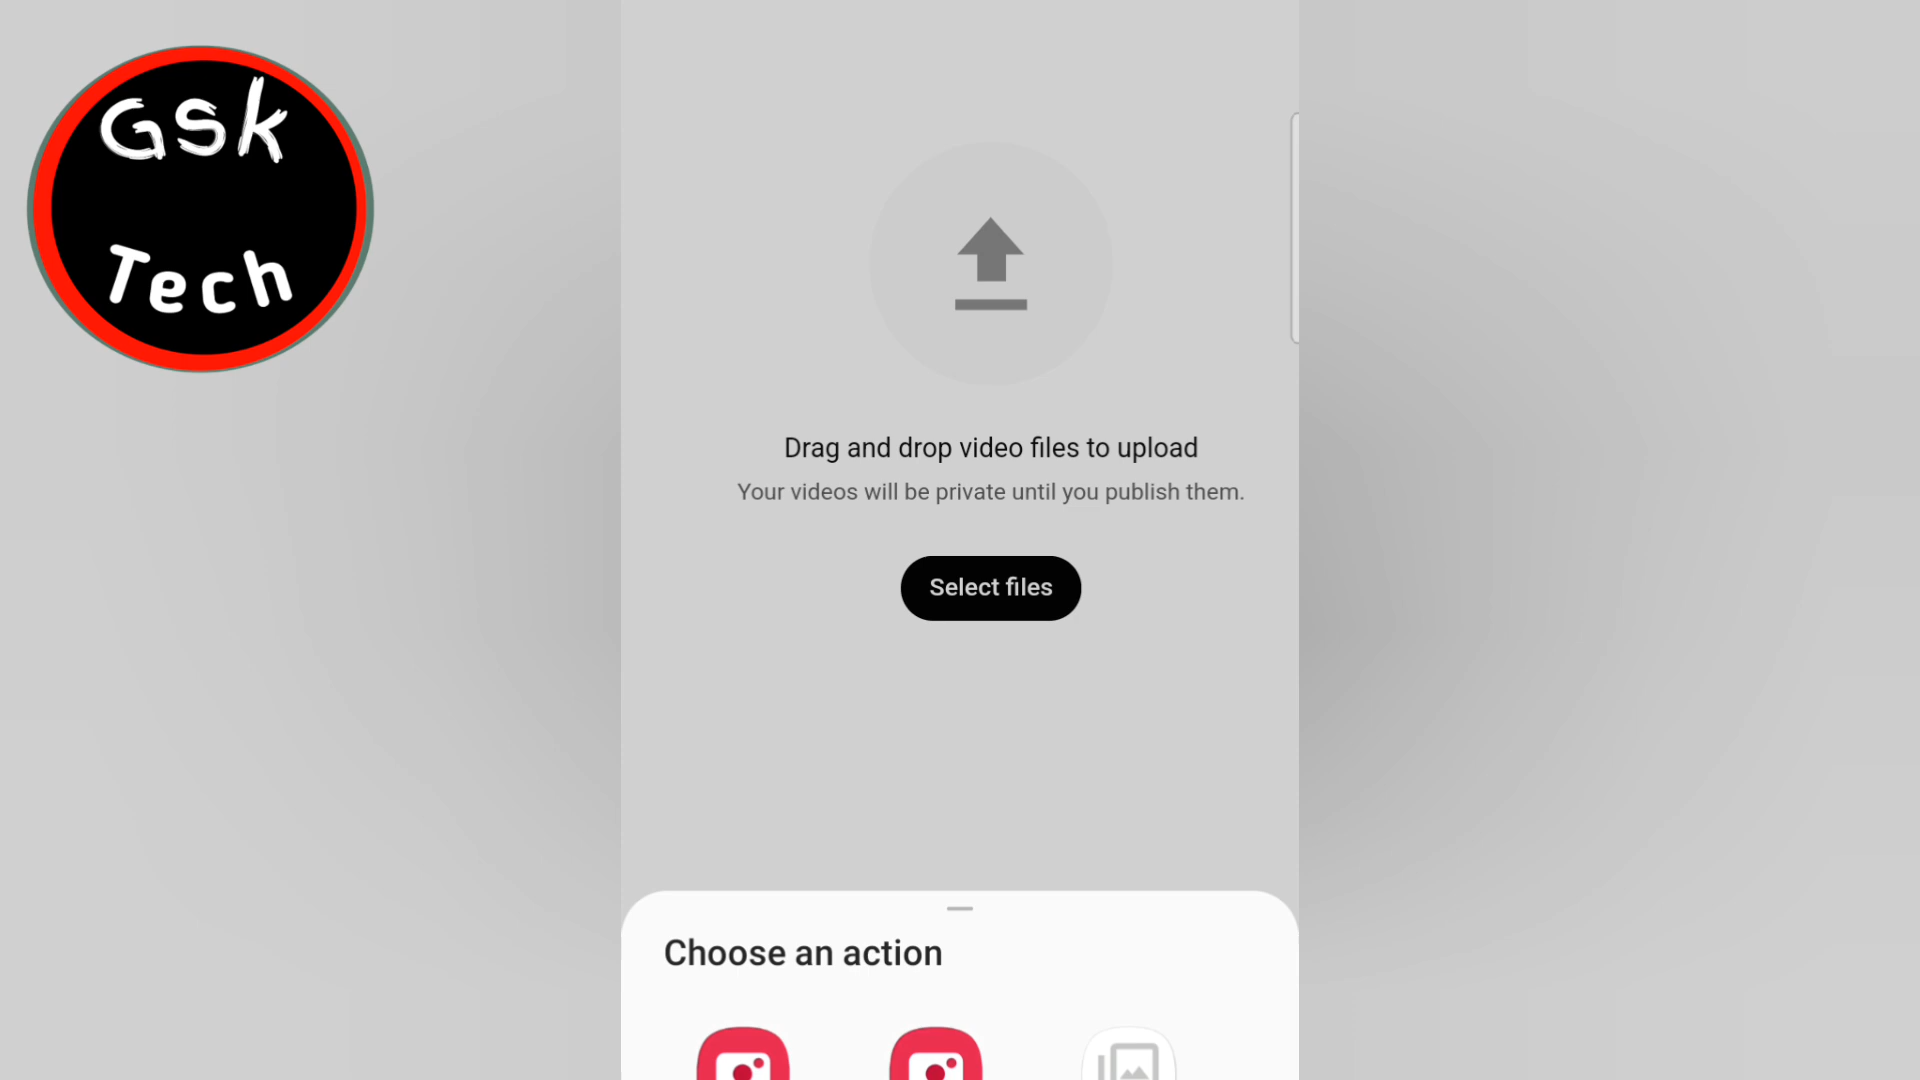 Gsk
Tech
Drag and drop video files to upload
Your videos will be private until you publish them.
Select files
Choose an action